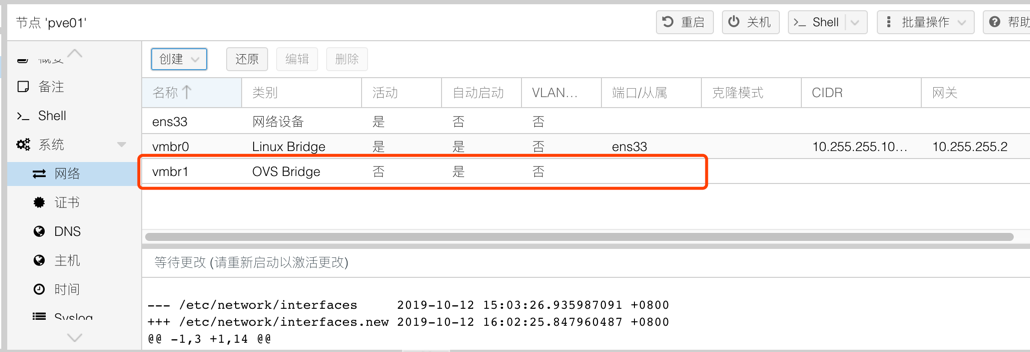 节点 'pve01'
重启
关机
Shell
批量操作
帮助
概要
备注
Shell
系统
网络
证书
DNS
主机
时间
Syslog
创建
还原
编辑
删除
名称 类别 活动 自动启动 VLAN... 端口/从属 克隆模式 CIDR 网关
ens33 网络设备 是 否 否
vmbr0 Linux Bridge 是 是 否 ens33 10.255.255.10... 10.255.255.2
vmbr1 OVS Bridge 否 是 否
等待更改 (请重新启动以激活更改)
--- /etc/network/interfaces 2019-10-12 15:03:26.935987091 +0800
+++ /etc/network/interfaces.new 2019-10-12 16:02:25.847960487 +0800
@@ -1,3 +1,14 @@